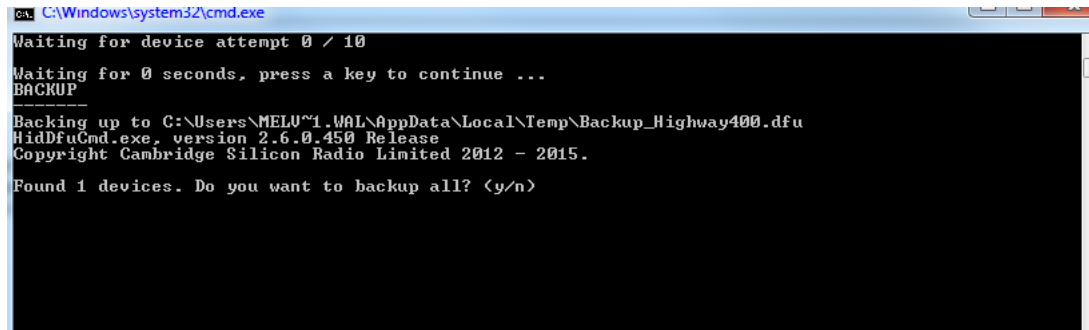 C:\Windows\system32\cmd.exe
Waiting for device attempt 0 / 10
Waiting for 0 seconds, press a key to continue ...
BACKUP
------
Backing up to C:\Users\MELV~1.WAL\AppData\Local\Temp\Backup_Highway400.dfu
HidDfuCmd.exe, version 2.6.0.450 Release
Copyright Cambridge Silicon Radio Limited 2012 - 2015.
Found 1 devices. Do you want to backup all? (y/n)